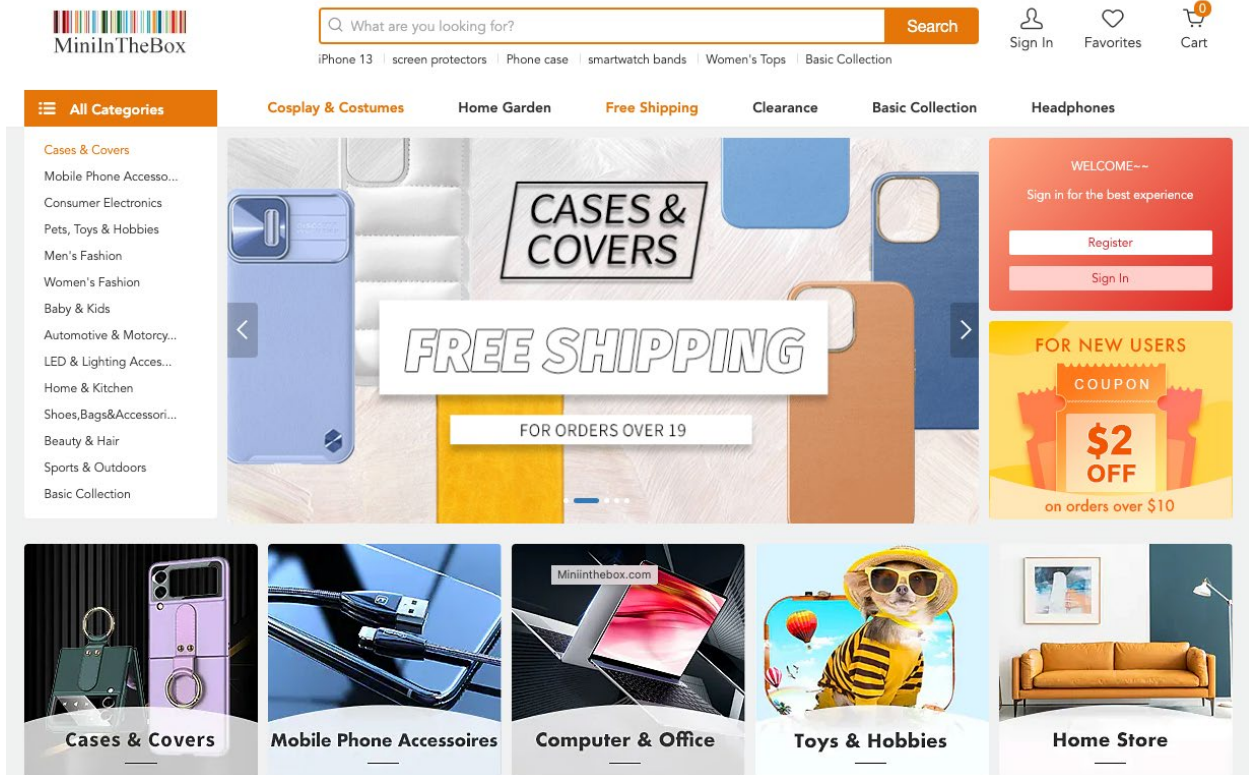 MiniInTheBox
What are you looking for?
Search
iPhone 13
screen protectors
Phone case
smartwatch bands
Women's Tops
Basic Collection
Sign In
Favorites
0
Cart
All Categories
Cosplay & Costumes
Home Garden
Free Shipping
Clearance
Basic Collection
Headphones
Cases & Covers
Mobile Phone Accesso...
Consumer Electronics
Pets, Toys & Hobbies
Men's Fashion
Women's Fashion
Baby & Kids
Automotive & Motorcy...
LED & Lighting Acces...
Home & Kitchen
Shoes,Bags&Accessori...
Beauty & Hair
Sports & Outdoors
Basic Collection
CASES &
COVERS
FREE SHIPPING
FOR ORDERS OVER 19
WELCOME~~
Sign in for the best experience
Register
Sign In
FOR NEW USERS
COUPON
$2
OFF
on orders over $10
Miniinthebox.com
Cases & Covers
Mobile Phone Accessoires
Computer & Office
Toys & Hobbies
Home Store